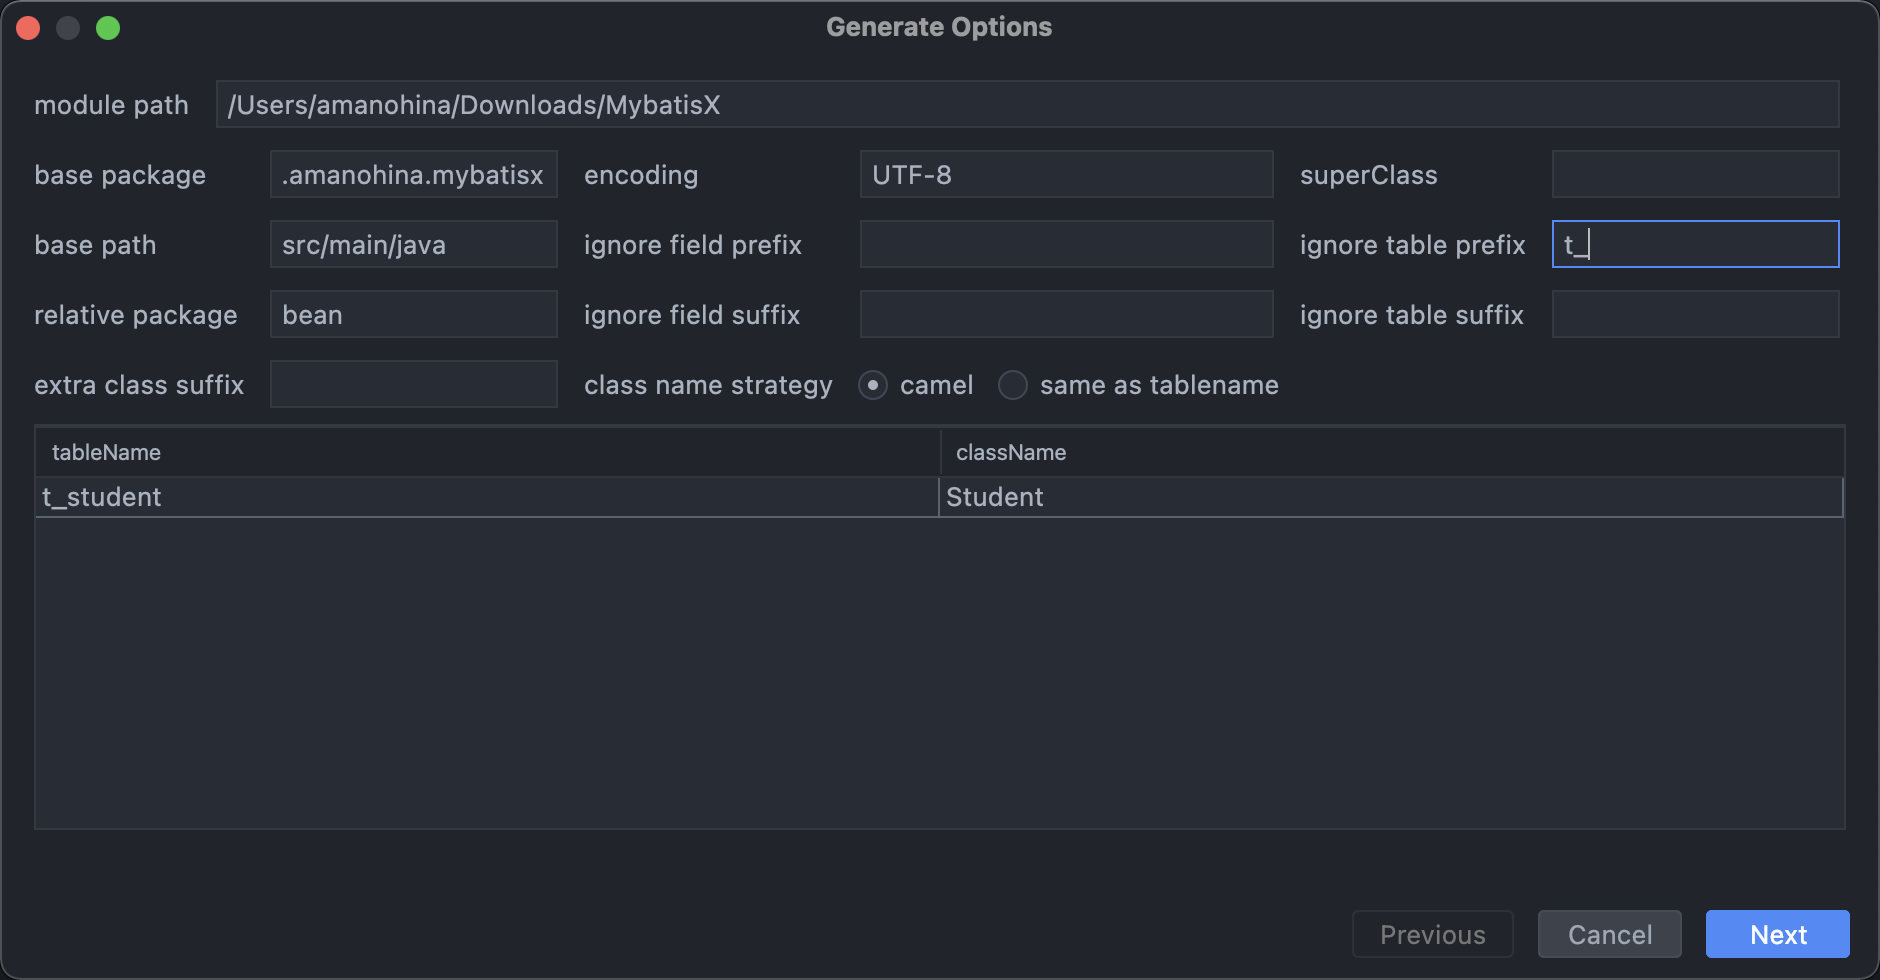 Generate Options
module path /Users/amanohina/Downloads/MybatisX
base package .amanohina.mybatisx encoding UTF-8 superClass
base path src/main/java ignore field prefix ignore table prefix t_
relative package bean ignore field suffix ignore table suffix
extra class suffix class name strategy camel same as tablename
tableName className
t_student Student
Previous Cancel Next